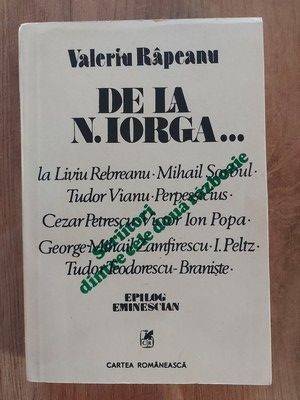 Valeriu Râpeanu
DE LA
N. IORGA...
la Liviu Rebreanu · Mihail Sorbul ·
Tudor Vianu · Perpessicius ·
Cezar Petrescu · Victor Ion Popa ·
George Mihail-Zamfirescu · I. Peltz ·
Tudor Teodorescu-Braniște ·
Scriitori
dintre cele două războaie
EPILOG
EMINESCIAN
CARTEA ROMÂNEASCĂ